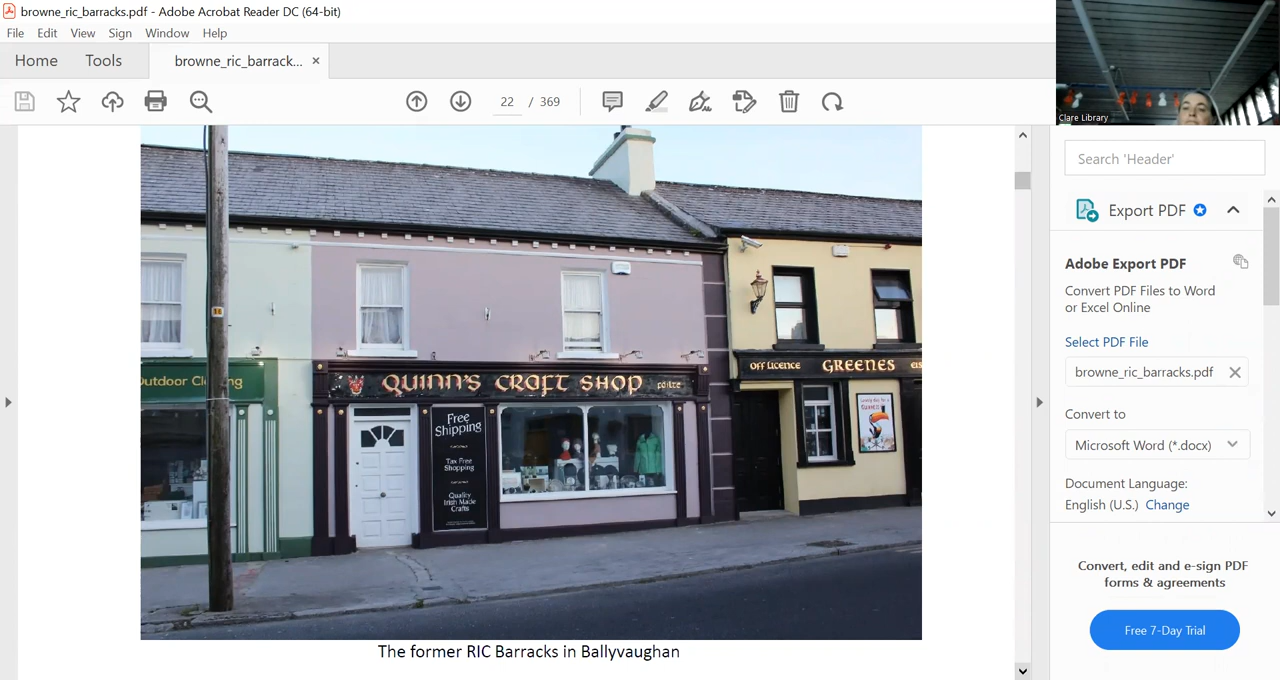 browne_ric_barracks.pdf - Adobe Acrobat Reader DC (64-bit)
File Edit View Sign Window Help
Home Tools browne_ric_barrack... ×
22 / 369
Clare Library
Search 'Header'
Export PDF
Adobe Export PDF
Convert PDF Files to Word
or Excel Online
Select PDF File
browne_ric_barracks.pdf
Convert to
Microsoft Word (*.docx)
Document Language:
English (U.S.) Change
Convert, edit and e-sign PDF
forms & agreements
Free 7-Day Trial
Outdoor Clothing
QUINN'S CRAFT SHOP fáilte
OFF LICENCE GREENES
Free
Shipping
Tax Free
Shopping
Quality
Irish Made
Crafts
The former RIC Barracks in Ballyvaughan